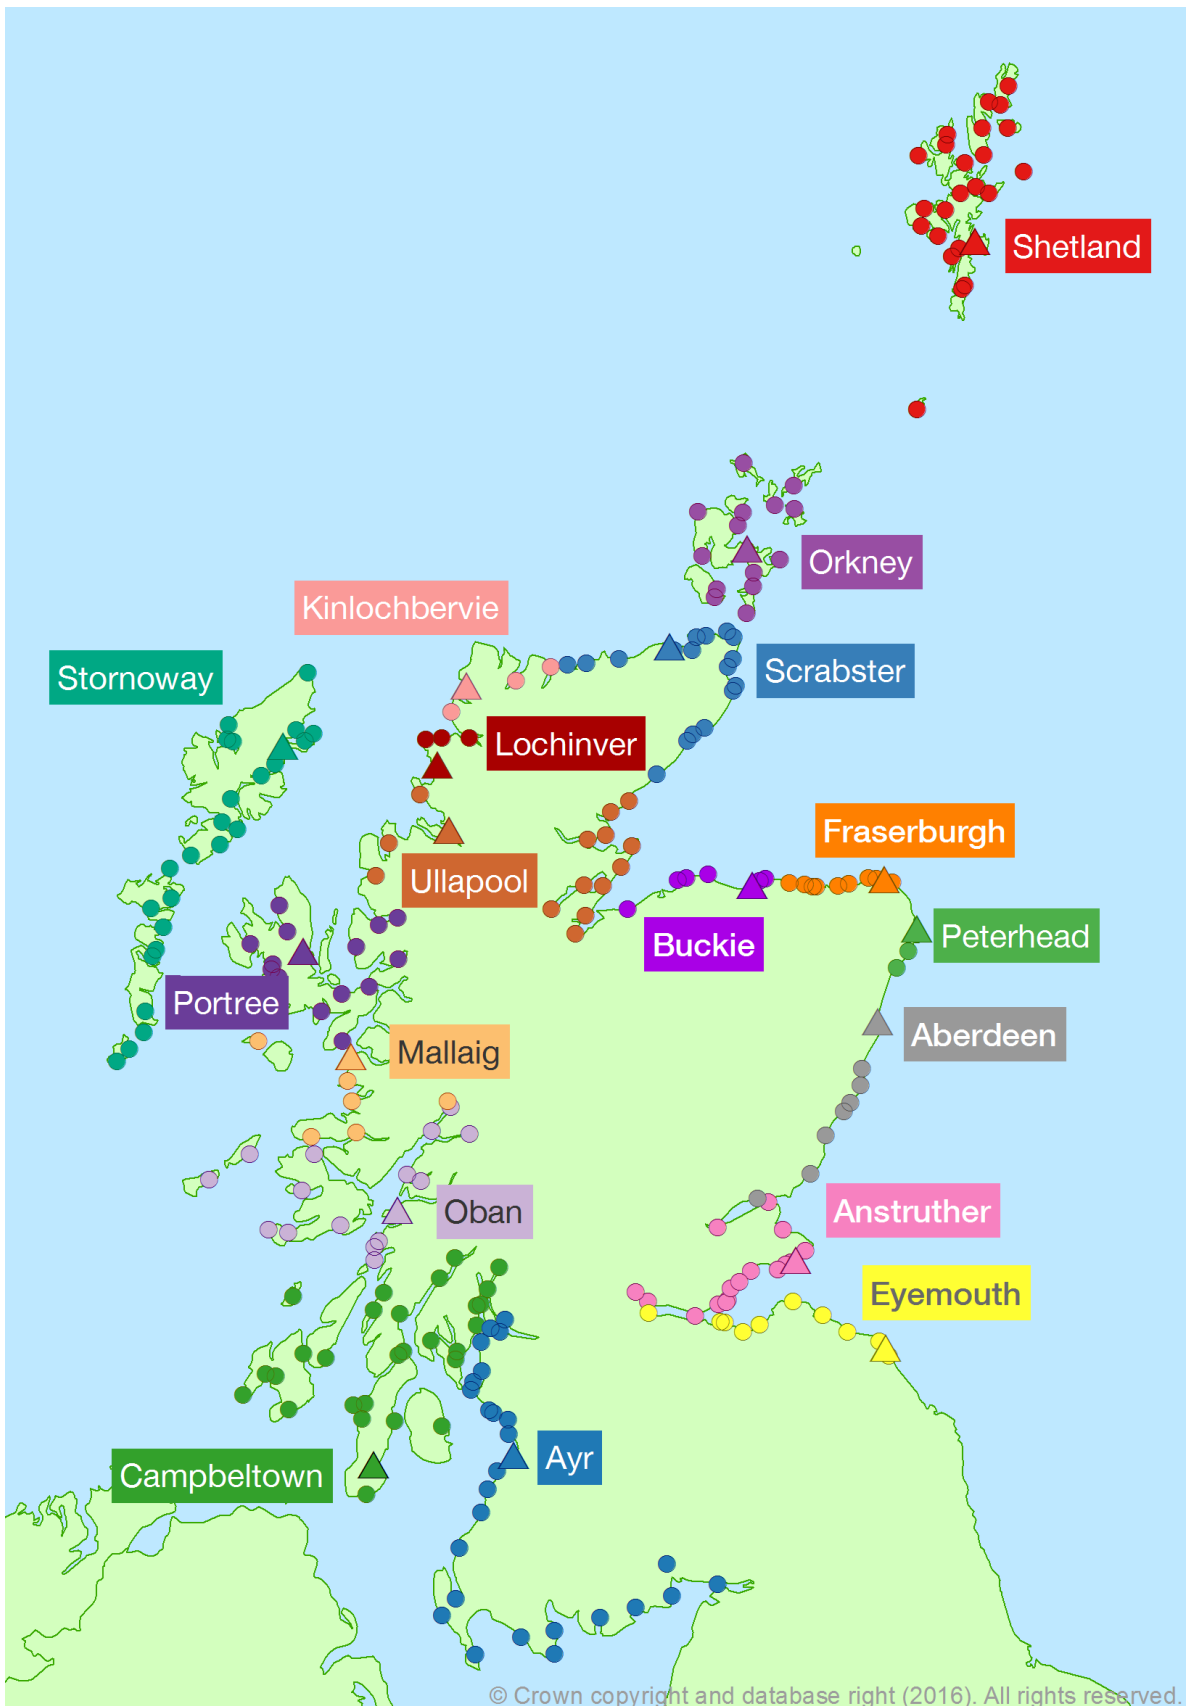 Shetland
Orkney
Kinlochbervie
Stornoway
Scrabster
Lochinver
Fraserburgh
Ullapool
Buckie
Peterhead
Portree
Aberdeen
Mallaig
Oban
Anstruther
Eyemouth
Ayr
Campbeltown
© Crown copyright and database right (2016). All rights reserved.